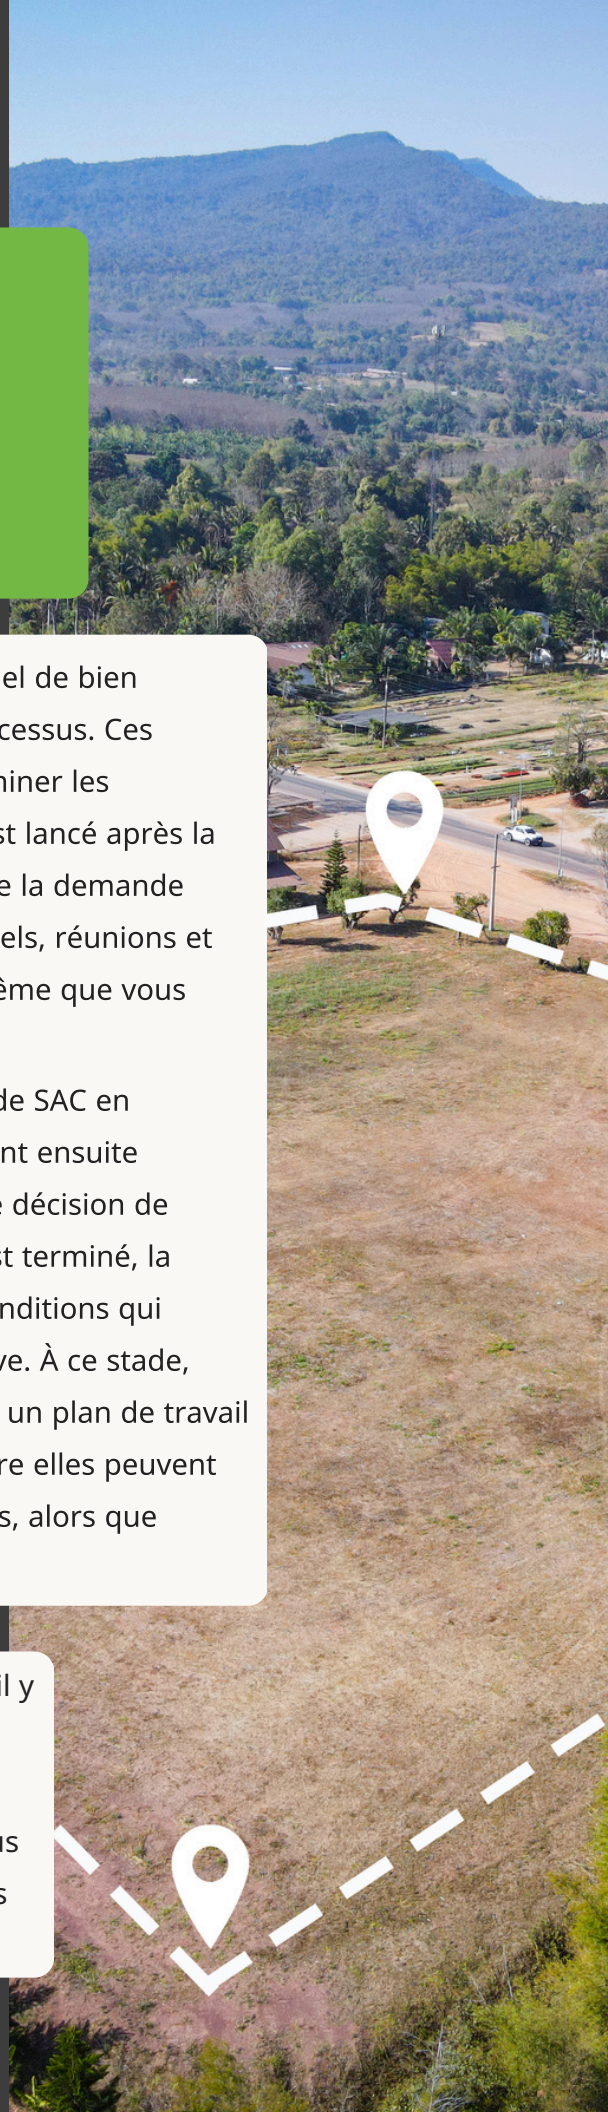 el de bien
cessus. Ces
iner les
st lancé après la
e la demande
els, réunions et
ême que vous
de SAC en
nt ensuite
décision de
st terminé, la
nditions qui
ve. À ce stade,
un plan de travail
re elles peuvent
s, alors que
il y
us
s